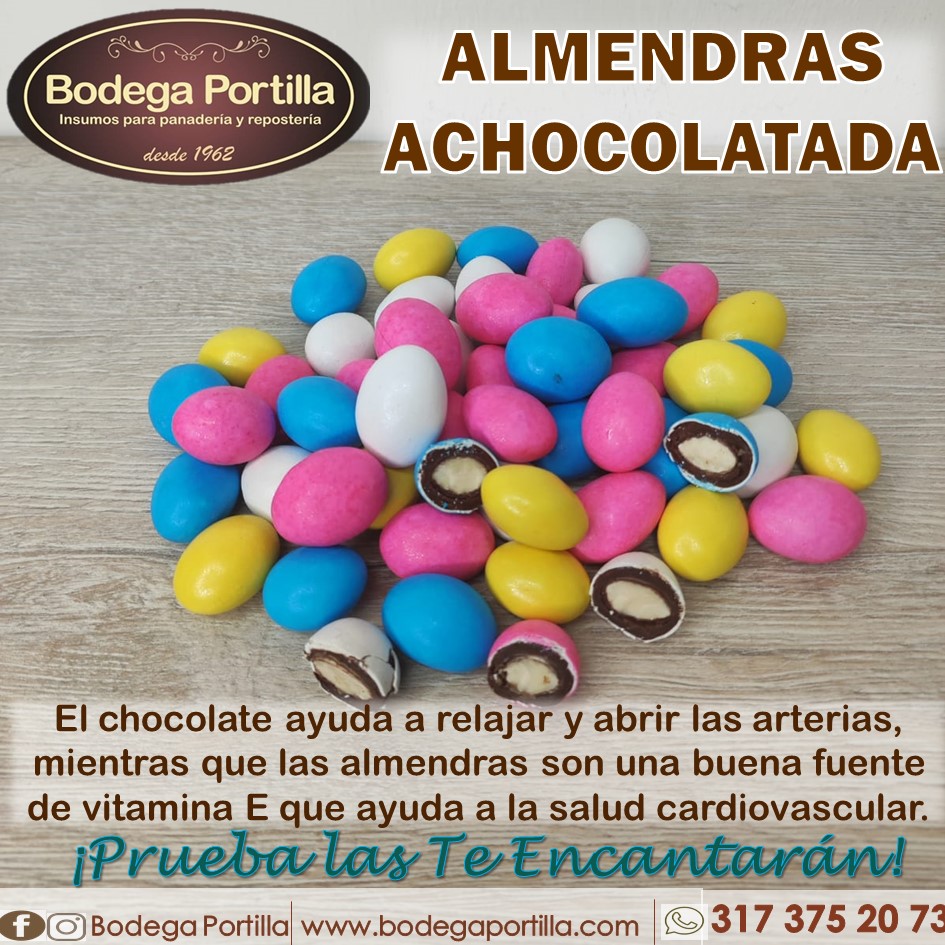 Bodega Portilla
Insumos para panadería y repostería
desde 1962
ALMENDRAS
ACHOCOLATADA
El chocolate ayuda a relajar y abrir las arterias,
mientras que las almendras son una buena fuente
de vitamina E que ayuda a la salud cardiovascular.
¡Prueba las Te Encantarán!
Bodega Portilla www.bodegaportilla.com 317 375 20 73